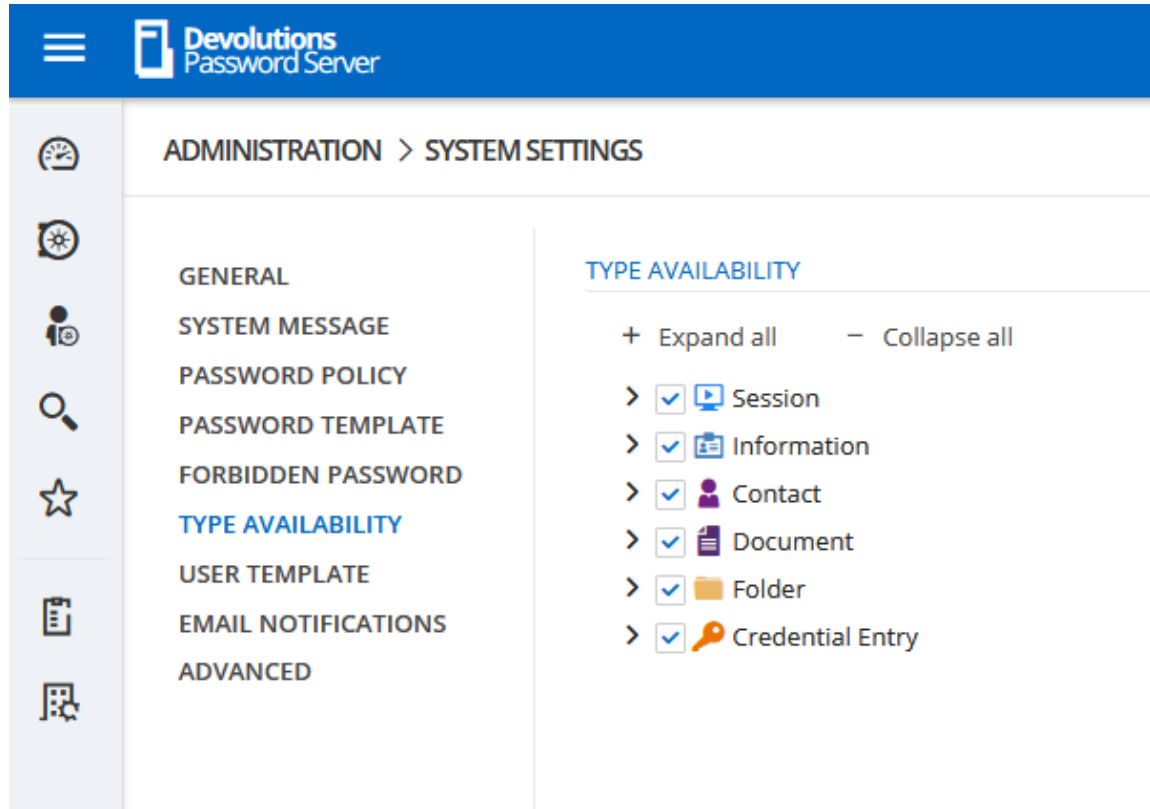 Devolutions
Password Server
ADMINISTRATION > SYSTEM SETTINGS
GENERAL
SYSTEM MESSAGE
PASSWORD POLICY
PASSWORD TEMPLATE
FORBIDDEN PASSWORD
TYPE AVAILABILITY
USER TEMPLATE
EMAIL NOTIFICATIONS
ADVANCED
TYPE AVAILABILITY
+ Expand all − Collapse all
Session
Information
Contact
Document
Folder
Credential Entry